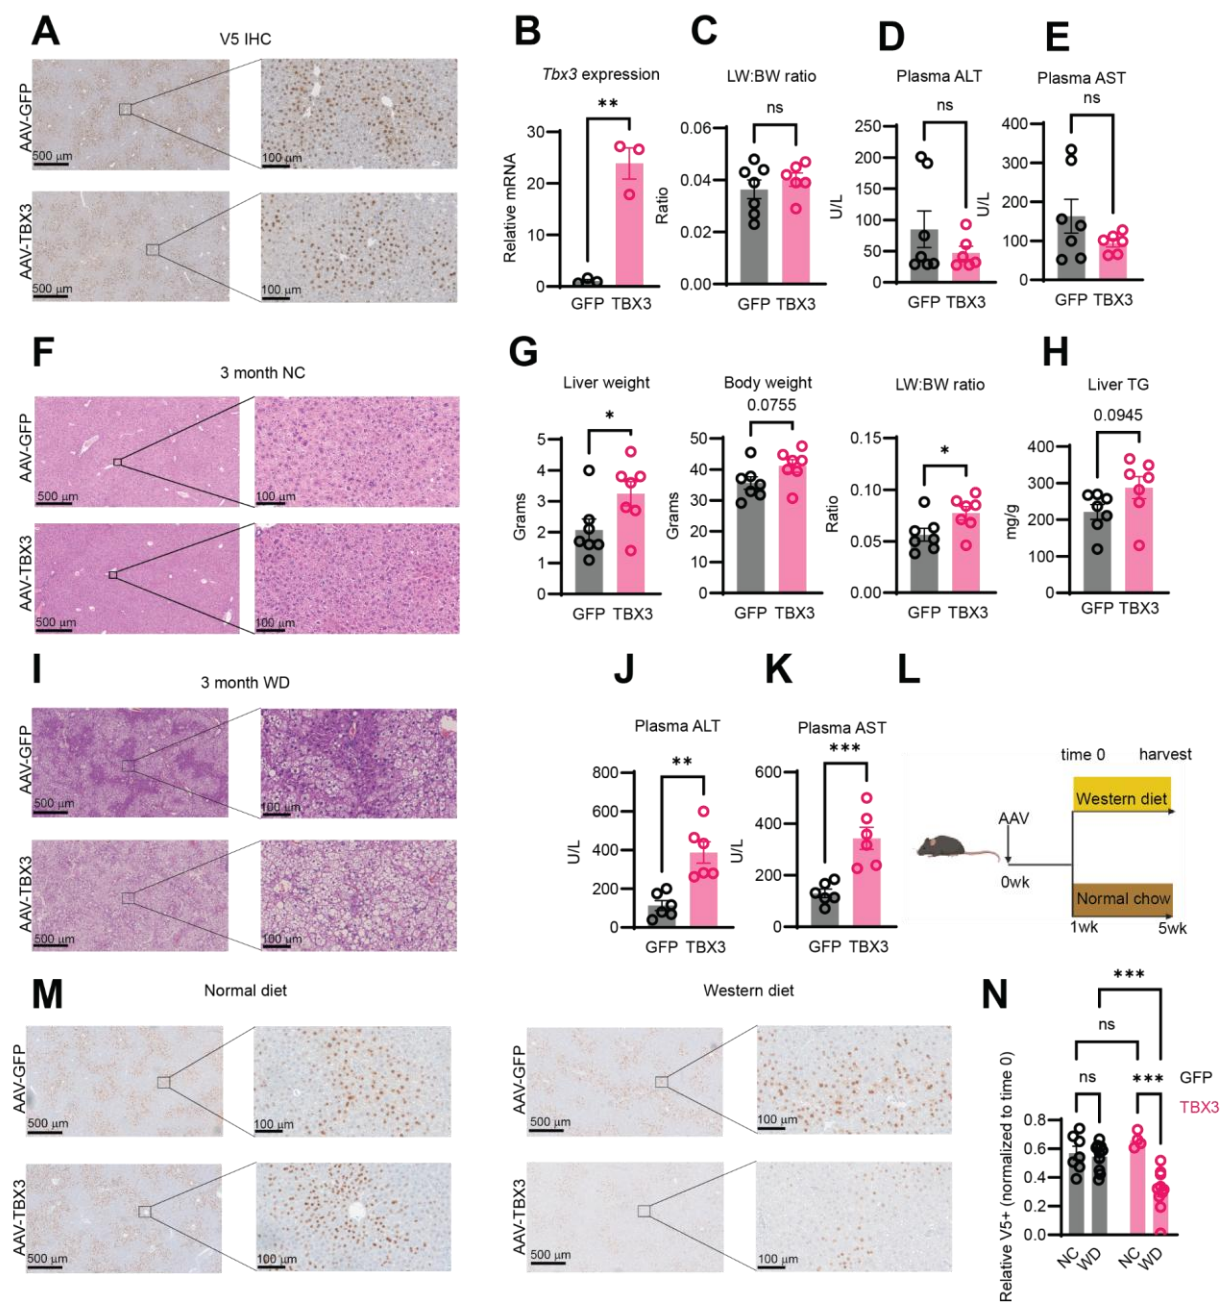 A
V5 IHC
AAV-GFP
500 µm
100 µm
AAV-TBX3
500 µm
100 µm
B
Tbx3 expression
**
Relative mRNA
30
20
10
0
GFP TBX3
C
LW:BW ratio
ns
Ratio
0.06
0.04
0.02
0.00
GFP TBX3
D
Plasma ALT
ns
U/L
250
200
150
100
50
0
GFP TBX3
E
Plasma AST
ns
U/L
400
300
200
100
0
GFP TBX3
F
3 month NC
AAV-GFP
500 µm
100 µm
AAV-TBX3
500 µm
100 µm
G
Liver weight
*
Grams
5
4
3
2
1
0
GFP TBX3
Body weight
0.0755
Grams
50
40
30
20
10
0
GFP TBX3
LW:BW ratio
*
Ratio
0.15
0.10
0.05
0.00
GFP TBX3
H
Liver TG
0.0945
mg/g
400
300
200
100
0
GFP TBX3
I
3 month WD
AAV-GFP
500 µm
100 µm
AAV-TBX3
500 µm
100 µm
J
Plasma ALT
**
U/L
800
600
400
200
0
GFP TBX3
K
Plasma AST
***
U/L
600
400
200
0
GFP TBX3
L
time 0 harvest
Western diet
AAV
0wk
Normal chow
1wk 5wk
M
Normal diet
AAV-GFP
500 µm
100 µm
AAV-TBX3
500 µm
100 µm
Western diet
AAV-GFP
500 µm
100 µm
AAV-TBX3
500 µm
100 µm
N
***
ns
ns
***
GFP
TBX3
Relative V5+ (normalized to time 0)
0.8
0.6
0.4
0.2
0.0
NC
WD
NC
WD